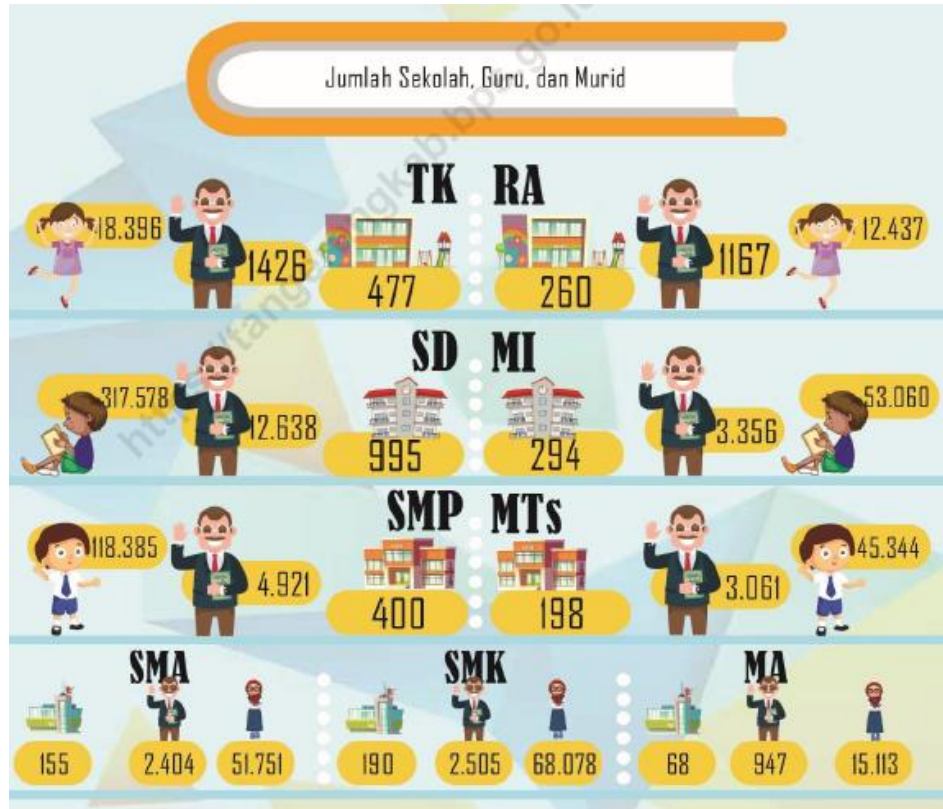 Jumlah Sekolah, Guru, dan Murid
TK RA
18.396 1426 477 260 1167 12.437
SD MI
317.578 12.638 995 294 3.356 53.060
SMP MTs
118.385 4.921 400 198 3.061 45.344
SMA SMK MA
155 2.404 51.751 190 2.505 68.078 68 947 15.113